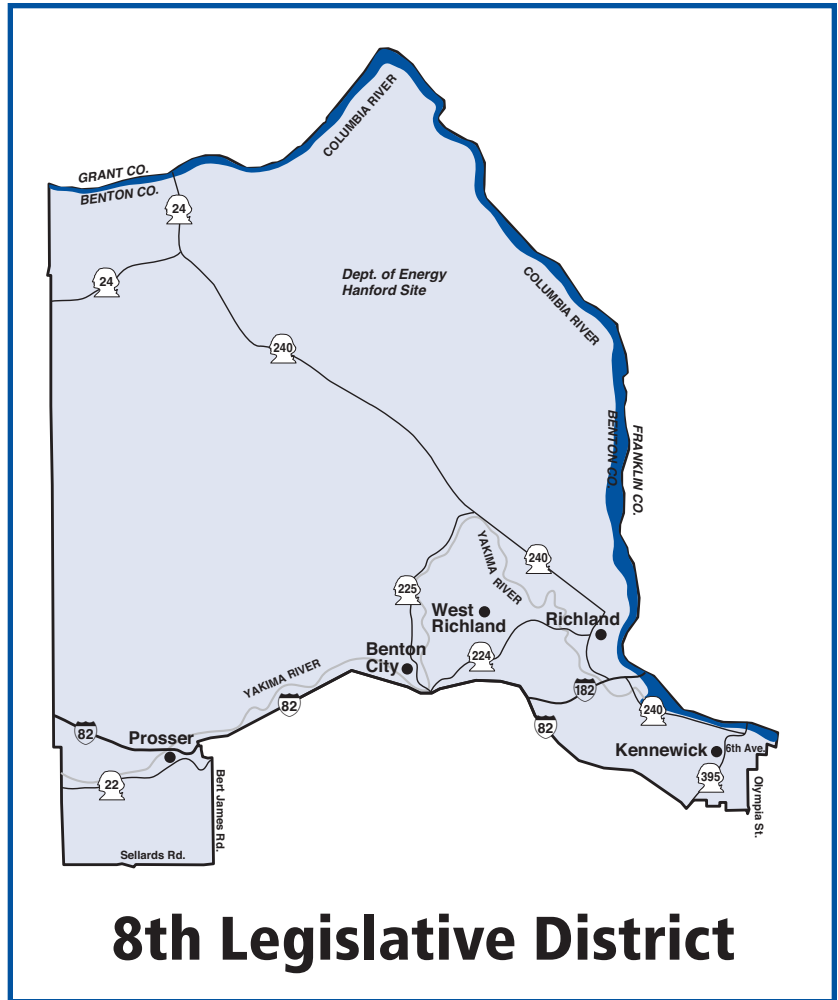 COLUMBIA RIVER
GRANT CO.
BENTON CO.
24
24
Dept. of Energy
Hanford Site
COLUMBIA RIVER
240
BENTON CO.
FRANKLIN CO.
YAKIMA RIVER
240
225
West
Richland
Richland
Benton
City
224
YAKIMA RIVER
182
82
240
82
82
Prosser
Kennewick
6th Ave.
395
22
Bert James Rd.
Olympia St.
Sellards Rd.
8th Legislative District